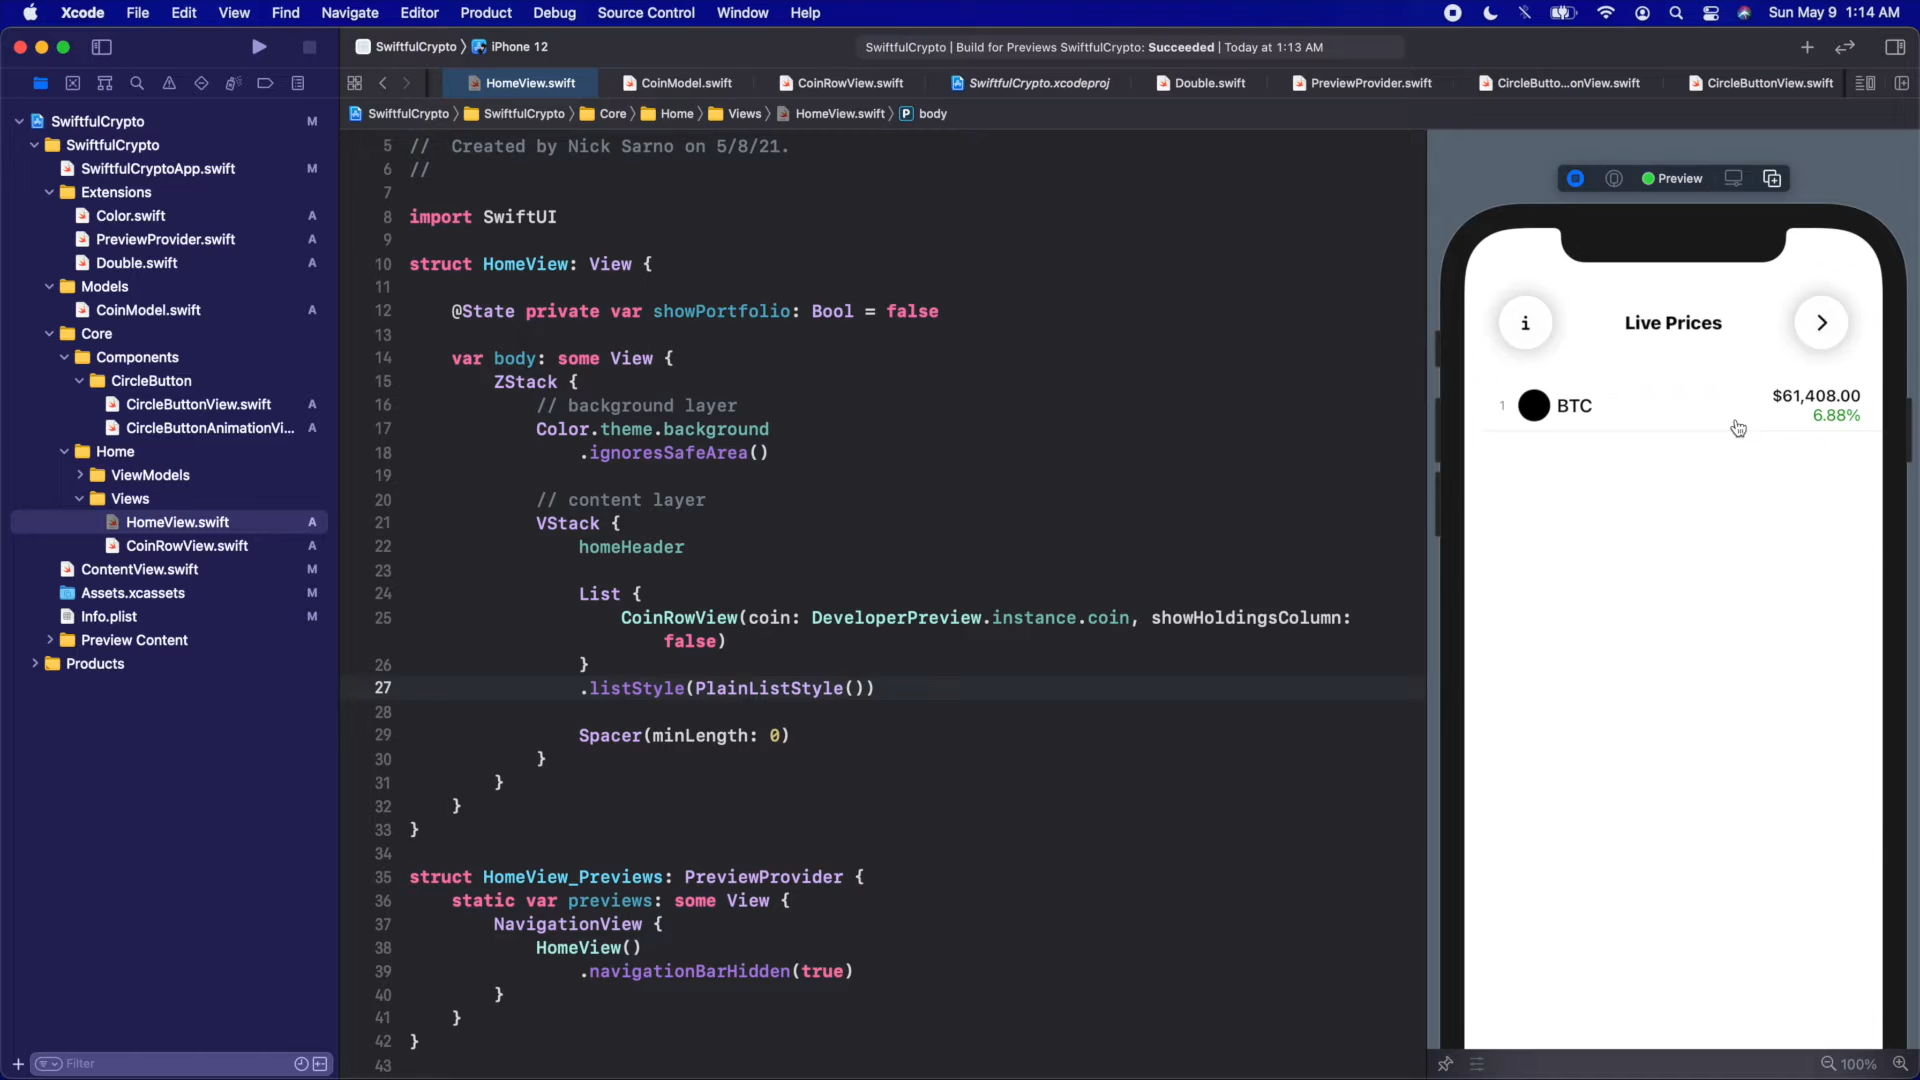 Xcode File Edit View Find Navigate Editor Product Debug Source Control Window Help Sun May 9 1:14 AM
SwiftfulCrypto iPhone 12 SwiftfulCrypto | Build for Previews SwiftfulCrypto: Succeeded | Today at 1:13 AM
HomeView.swift CoinModel.swift CoinRowView.swift SwiftfulCrypto.xcodeproj Double.swift PreviewProvider.swift CircleButto...onView.swift CircleButtonView.swift
SwiftfulCrypto SwiftfulCrypto Core Home Views HomeView.swift P body
SwiftfulCrypto M
SwiftfulCrypto
SwiftfulCryptoApp.swift M
Extensions
Color.swift A
PreviewProvider.swift A
Double.swift A
Models
CoinModel.swift A
Core
Components
CircleButton
CircleButtonView.swift A
CircleButtonAnimationVi... A
Home
ViewModels
Views
HomeView.swift A
CoinRowView.swift A
ContentView.swift M
Assets.xcassets M
Info.plist M
Preview Content
Products
Filter
5 // Created by Nick Sarno on 5/8/21.
6 //
7
8 import SwiftUI
9
10 struct HomeView: View {
11
12 @State private var showPortfolio: Bool = false
13
14 var body: some View {
15 ZStack {
16 // background layer
17 Color.theme.background
18 .ignoresSafeArea()
19
20 // content layer
21 VStack {
22 homeHeader
23
24 List {
25 CoinRowView(coin: DeveloperPreview.instance.coin, showHoldingsColumn:
false)
26 }
27 .listStyle(PlainListStyle())
28
29 Spacer(minLength: 0)
30 }
31 }
32 }
33 }
34
35 struct HomeView_Previews: PreviewProvider {
36 static var previews: some View {
37 NavigationView {
38 HomeView()
39 .navigationBarHidden(true)
40 }
41 }
42 }
43
Preview
i Live Prices
1 BTC $61,408.00
6.88%
100%